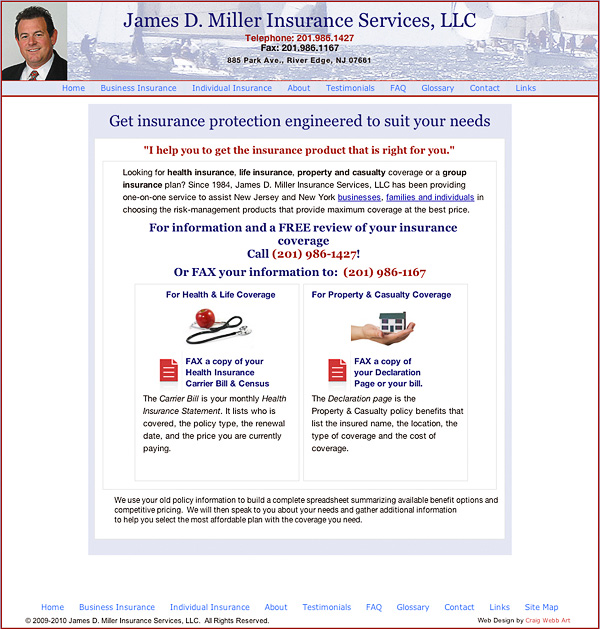 James D. Miller Insurance Services, LLC
Telephone: 201.986.1427
Fax: 201.986.1167
885 Park Ave., River Edge, NJ 07661
Home Business Insurance Individual Insurance About Testimonials FAQ Glossary Contact Links
Get insurance protection engineered to suit your needs
"I help you to get the insurance product that is right for you."
Looking for health insurance, life insurance, property and casualty coverage or a group
insurance plan? Since 1984, James D. Miller Insurance Services, LLC has been providing
one-on-one service to assist New Jersey and New York businesses, families and individuals in
choosing the risk-management products that provide maximum coverage at the best price.
For information and a FREE review of your insurance
coverage
Call (201) 986-1427!
Or FAX your information to: (201) 986-1167
For Health & Life Coverage
FAX a copy of your
Health Insurance
Carrier Bill & Census
The Carrier Bill is your monthly Health
Insurance Statement. It lists who is
covered, the policy type, the renewal
date, and the price you are currently
paying.
For Property & Casualty Coverage
FAX a copy of
your Declaration
Page or your bill.
The Declaration page is the
Property & Casualty policy benefits that
list the insured name, the location, the
type of coverage and the cost of
coverage.
We use your old policy information to build a complete spreadsheet summarizing available benefit options and
competitive pricing. We will then speak to you about your needs and gather additional information
to help you select the most affordable plan with the coverage you need.
Home Business Insurance Individual Insurance About Testimonials FAQ Glossary Contact Links Site Map
© 2009-2010 James D. Miller Insurance Services, LLC. All Rights Reserved. Web Design by Craig Webb Art